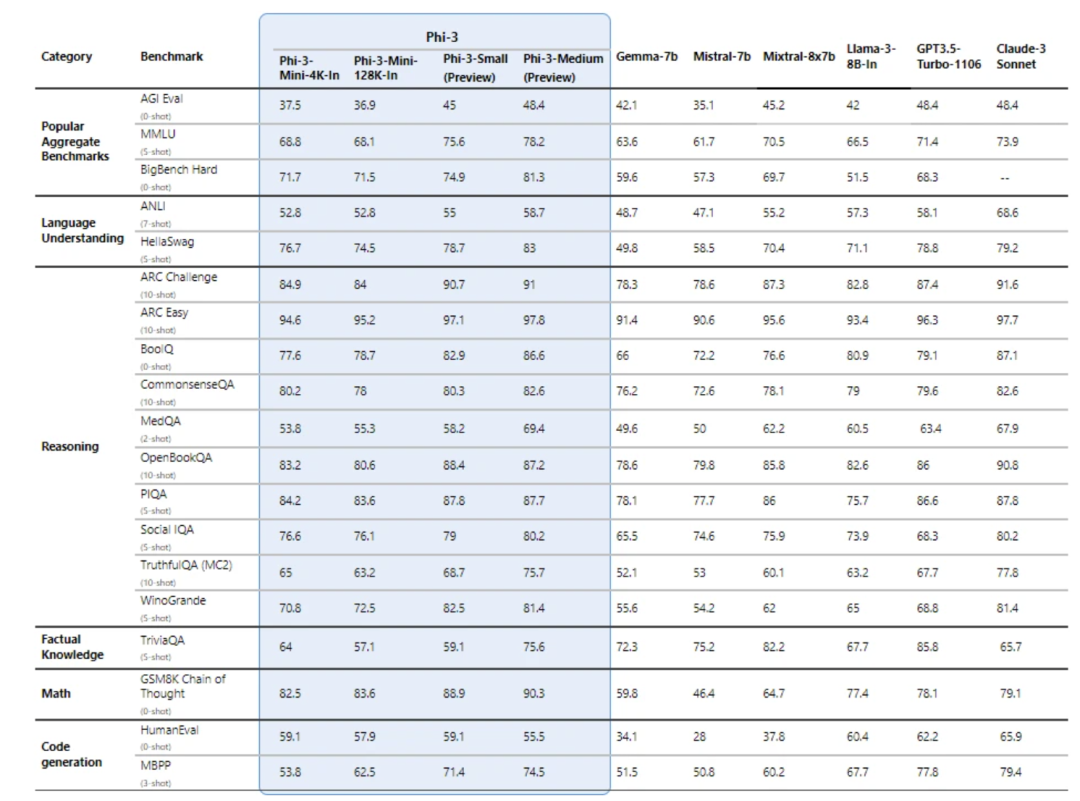 Phi-3
Category Benchmark Phi-3-Mini-4K-In Phi-3-Mini-128K-In Phi-3-Small (Preview) Phi-3-Medium (Preview) Gemma-7b Mistral-7b Mixtral-8x7b Llama-3-8B-In GPT3.5-Turbo-1106 Claude-3 Sonnet
Popular Aggregate Benchmarks
AGI Eval (0-shot) 37.5 36.9 45 48.4 42.1 35.1 45.2 42 48.4 48.4
MMLU (5-shot) 68.8 68.1 75.6 78.2 63.6 61.7 70.5 66.5 71.4 73.9
BigBench Hard (0-shot) 71.7 71.5 74.9 81.3 59.6 57.3 69.7 51.5 68.3 --
Language Understanding
ANLI (7-shot) 52.8 52.8 55 58.7 48.7 47.1 55.2 57.3 58.1 68.6
HellaSwag (5-shot) 76.7 74.5 78.7 83 49.8 58.5 70.4 71.1 78.8 79.2
Reasoning
ARC Challenge (10-shot) 84.9 84 90.7 91 78.3 78.6 87.3 82.8 87.4 91.6
ARC Easy (10-shot) 94.6 95.2 97.1 97.8 91.4 90.6 95.6 93.4 96.3 97.7
BoolQ (0-shot) 77.6 78.7 82.9 86.6 66 72.2 76.6 80.9 79.1 87.1
CommonsenseQA (10-shot) 80.2 78 80.3 82.6 76.2 72.6 78.1 79 79.6 82.6
MedQA (2-shot) 53.8 55.3 58.2 69.4 49.6 50 62.2 60.5 63.4 67.9
OpenBookQA (10-shot) 83.2 80.6 88.4 87.2 78.6 79.8 85.8 82.6 86 90.8
PIQA (5-shot) 84.2 83.6 87.8 87.7 78.1 77.7 86 75.7 86.6 87.8
Social IQA (5-shot) 76.6 76.1 79 80.2 65.5 74.6 75.9 73.9 68.3 80.2
TruthfulQA (MC2) (10-shot) 65 63.2 68.7 75.7 52.1 53 60.1 63.2 67.7 77.8
WinoGrande (5-shot) 70.8 72.5 82.5 81.4 55.6 54.2 62 65 68.8 81.4
Factual Knowledge
TriviaQA (5-shot) 64 57.1 59.1 75.6 72.3 75.2 82.2 67.7 85.8 65.7
Math
GSM8K Chain of Thought (0-shot) 82.5 83.6 88.9 90.3 59.8 46.4 64.7 77.4 78.1 79.1
Code generation
HumanEval (0-shot) 59.1 57.9 59.1 55.5 34.1 28 37.8 60.4 62.2 65.9
MBPP (3-shot) 53.8 62.5 71.4 74.5 51.5 50.8 60.2 67.7 77.8 79.4